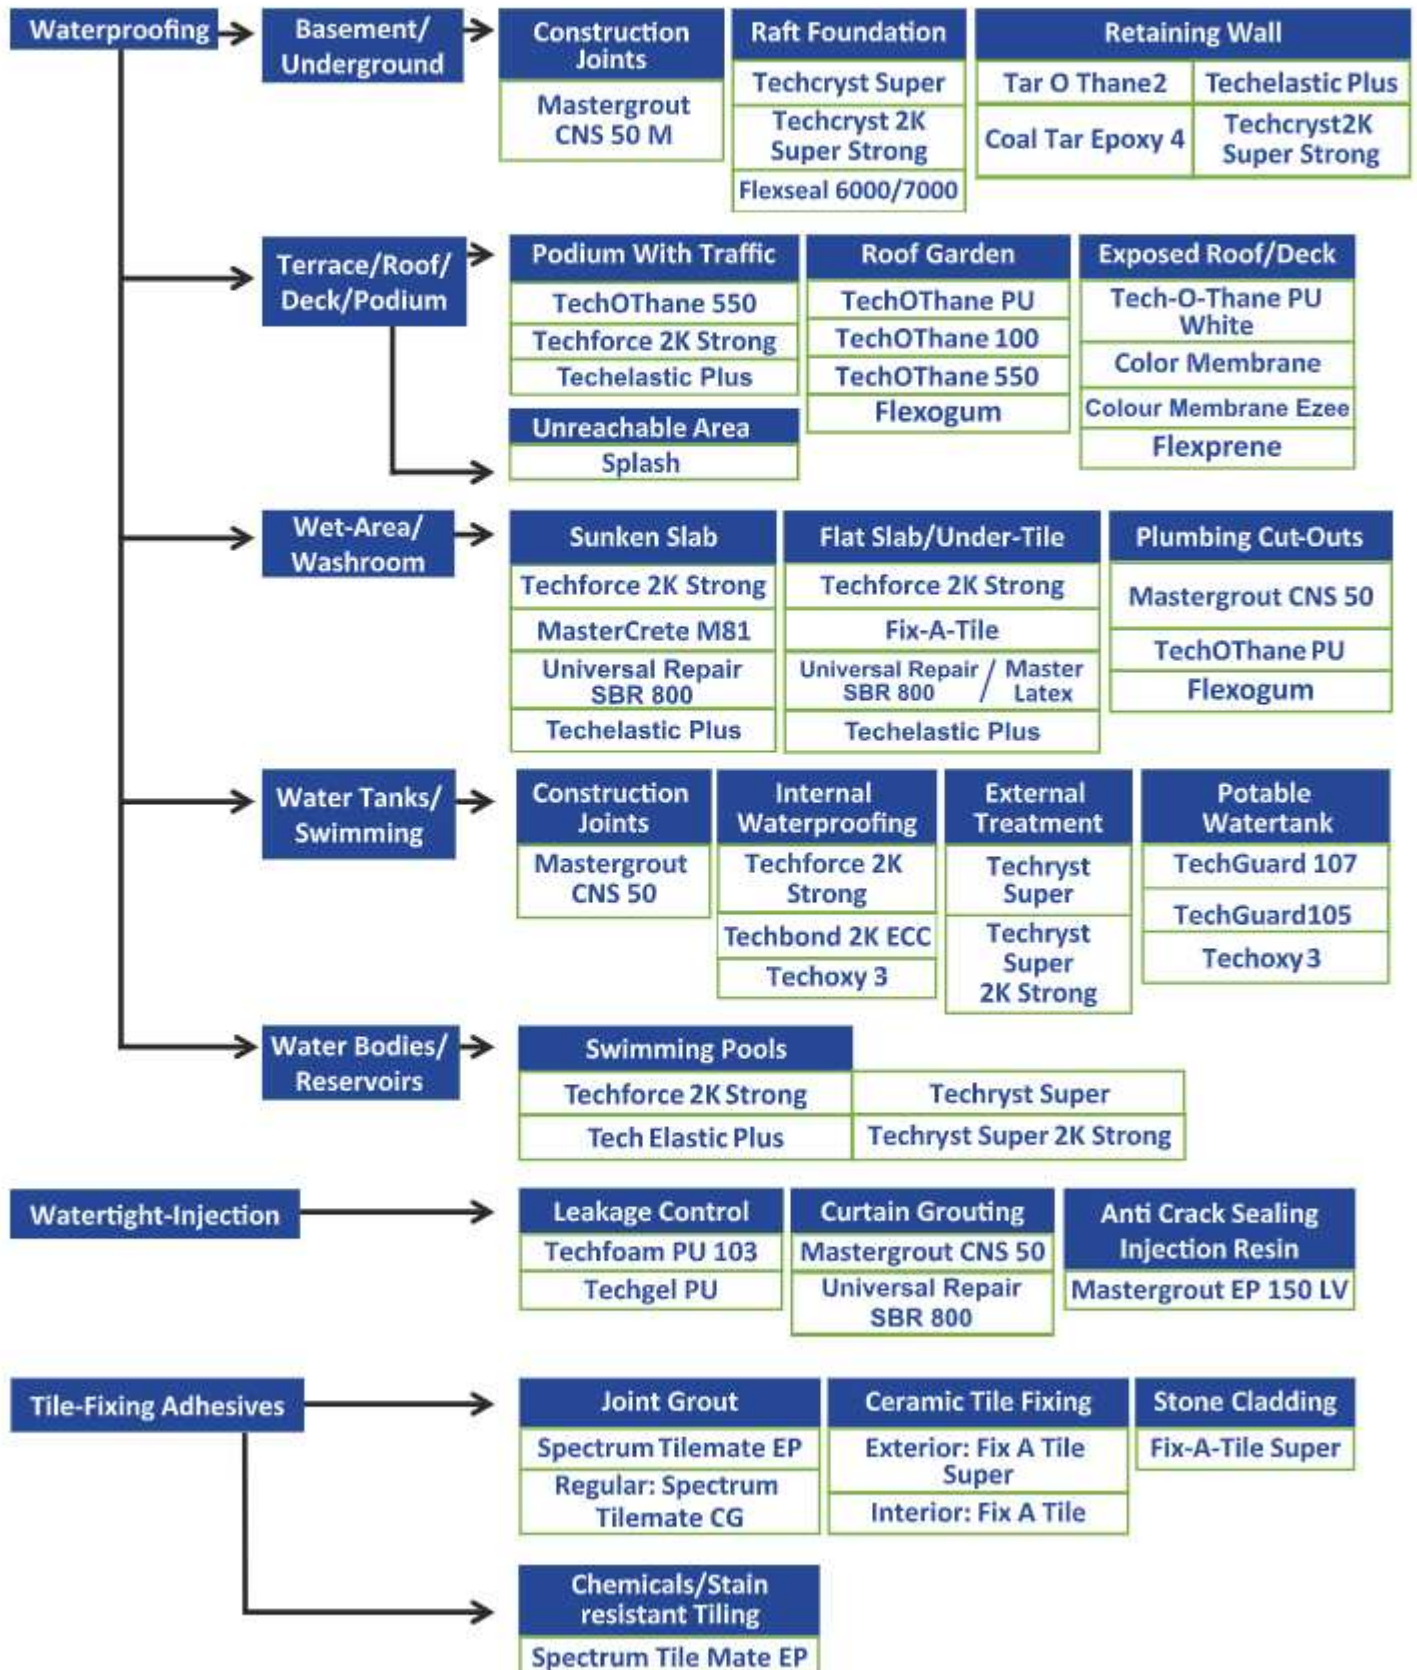 Waterproofing
Basement/
Underground
Construction
Joints
Mastergrout
CNS 50 M
Raft Foundation
Techcryst Super
Techcryst 2K
Super Strong
Flexseal 6000/7000
Retaining Wall
Tar O Thane2
Techelastic Plus
Coal Tar Epoxy 4
Techcryst2K
Super Strong
Terrace/Roof/
Deck/Podium
Podium With Traffic
TechOThane 550
Techforce 2K Strong
Techelastic Plus
Unreachable Area
Splash
Roof Garden
TechOThane PU
TechOThane 100
TechOThane 550
Flexogum
Exposed Roof/Deck
Tech-O-Thane PU
White
Color Membrane
Colour Membrane Ezee
Flexprene
Wet-Area/
Washroom
Sunken Slab
Techforce 2K Strong
MasterCrete M81
Universal Repair
SBR 800
Techelastic Plus
Flat Slab/Under-Tile
Techforce 2K Strong
Fix-A-Tile
Universal Repair / Master
SBR 800 Latex
Techelastic Plus
Plumbing Cut-Outs
Mastergrout CNS 50
TechOThane PU
Flexogum
Water Tanks/
Swimming
Construction
Joints
Mastergrout
CNS 50
Internal
Waterproofing
Techforce 2K
Strong
Techbond 2K ECC
Techoxy 3
External
Treatment
Techryst
Super
Techryst
Super
2K Strong
Potable
Watertank
TechGuard 107
TechGuard105
Techoxy 3
Water Bodies/
Reservoirs
Swimming Pools
Techforce 2K Strong
Techryst Super
Tech Elastic Plus
Techryst Super 2K Strong
Watertight-Injection
Leakage Control
Techfoam PU 103
Techgel PU
Curtain Grouting
Mastergrout CNS 50
Universal Repair
SBR 800
Anti Crack Sealing
Injection Resin
Mastergrout EP 150 LV
Tile-Fixing Adhesives
Joint Grout
Spectrum Tilemate EP
Regular: Spectrum
Tilemate CG
Ceramic Tile Fixing
Exterior: Fix A Tile
Super
Interior: Fix A Tile
Stone Cladding
Fix-A-Tile Super
Chemicals/Stain
resistant Tiling
Spectrum Tile Mate EP